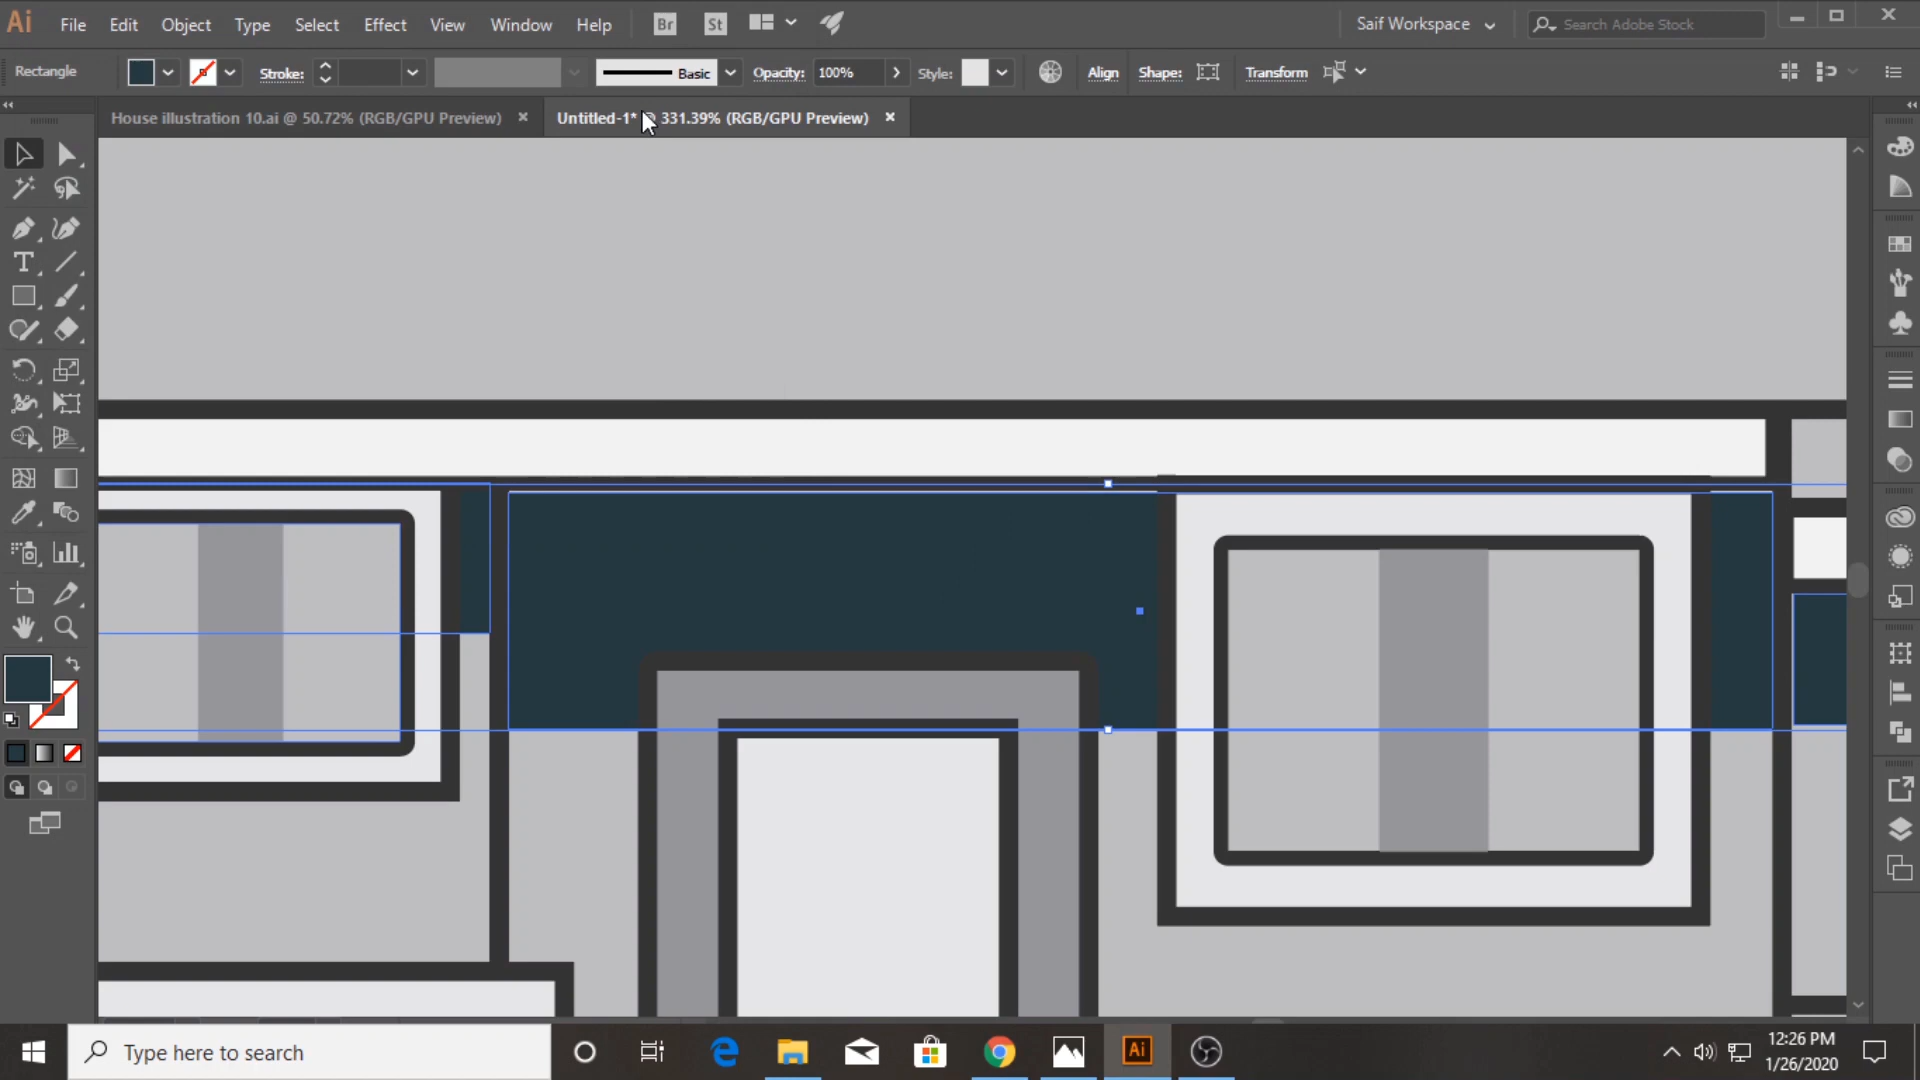 Ai File Edit Object Type Select Effect View Window Help Br St Saif Workspace Search Adobe Stock
Rectangle Stroke: Basic Opacity: 100% Style: Align Shape: Transform
House illustration 10.ai @ 50.72% (RGB/GPU Preview) × Untitled-1* @ 331.39% (RGB/GPU Preview) ×
T
Type here to search Ai 12:26 PM
1/26/2020